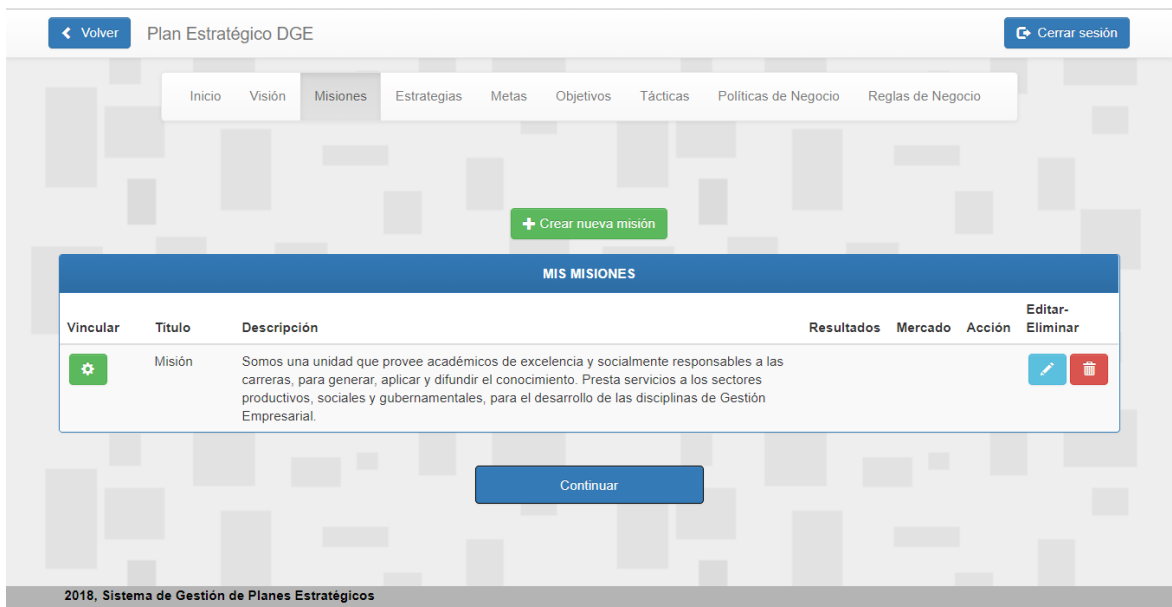 Volver
Plan Estratégico DGE
Cerrar sesión
Inicio Visión Misiones Estrategias Metas Objetivos Tácticas Políticas de Negocio Reglas de Negocio
Crear nueva misión
MIS MISIONES
Vincular Titulo Descripción Resultados Mercado Acción Editar-
Eliminar
Misión
Somos una unidad que provee académicos de excelencia y socialmente responsables a las
carreras, para generar, aplicar y difundir el conocimiento. Presta servicios a los sectores
productivos, sociales y gubernamentales, para el desarrollo de las disciplinas de Gestión
Empresarial.
Continuar
2018, Sistema de Gestión de Planes Estratégicos